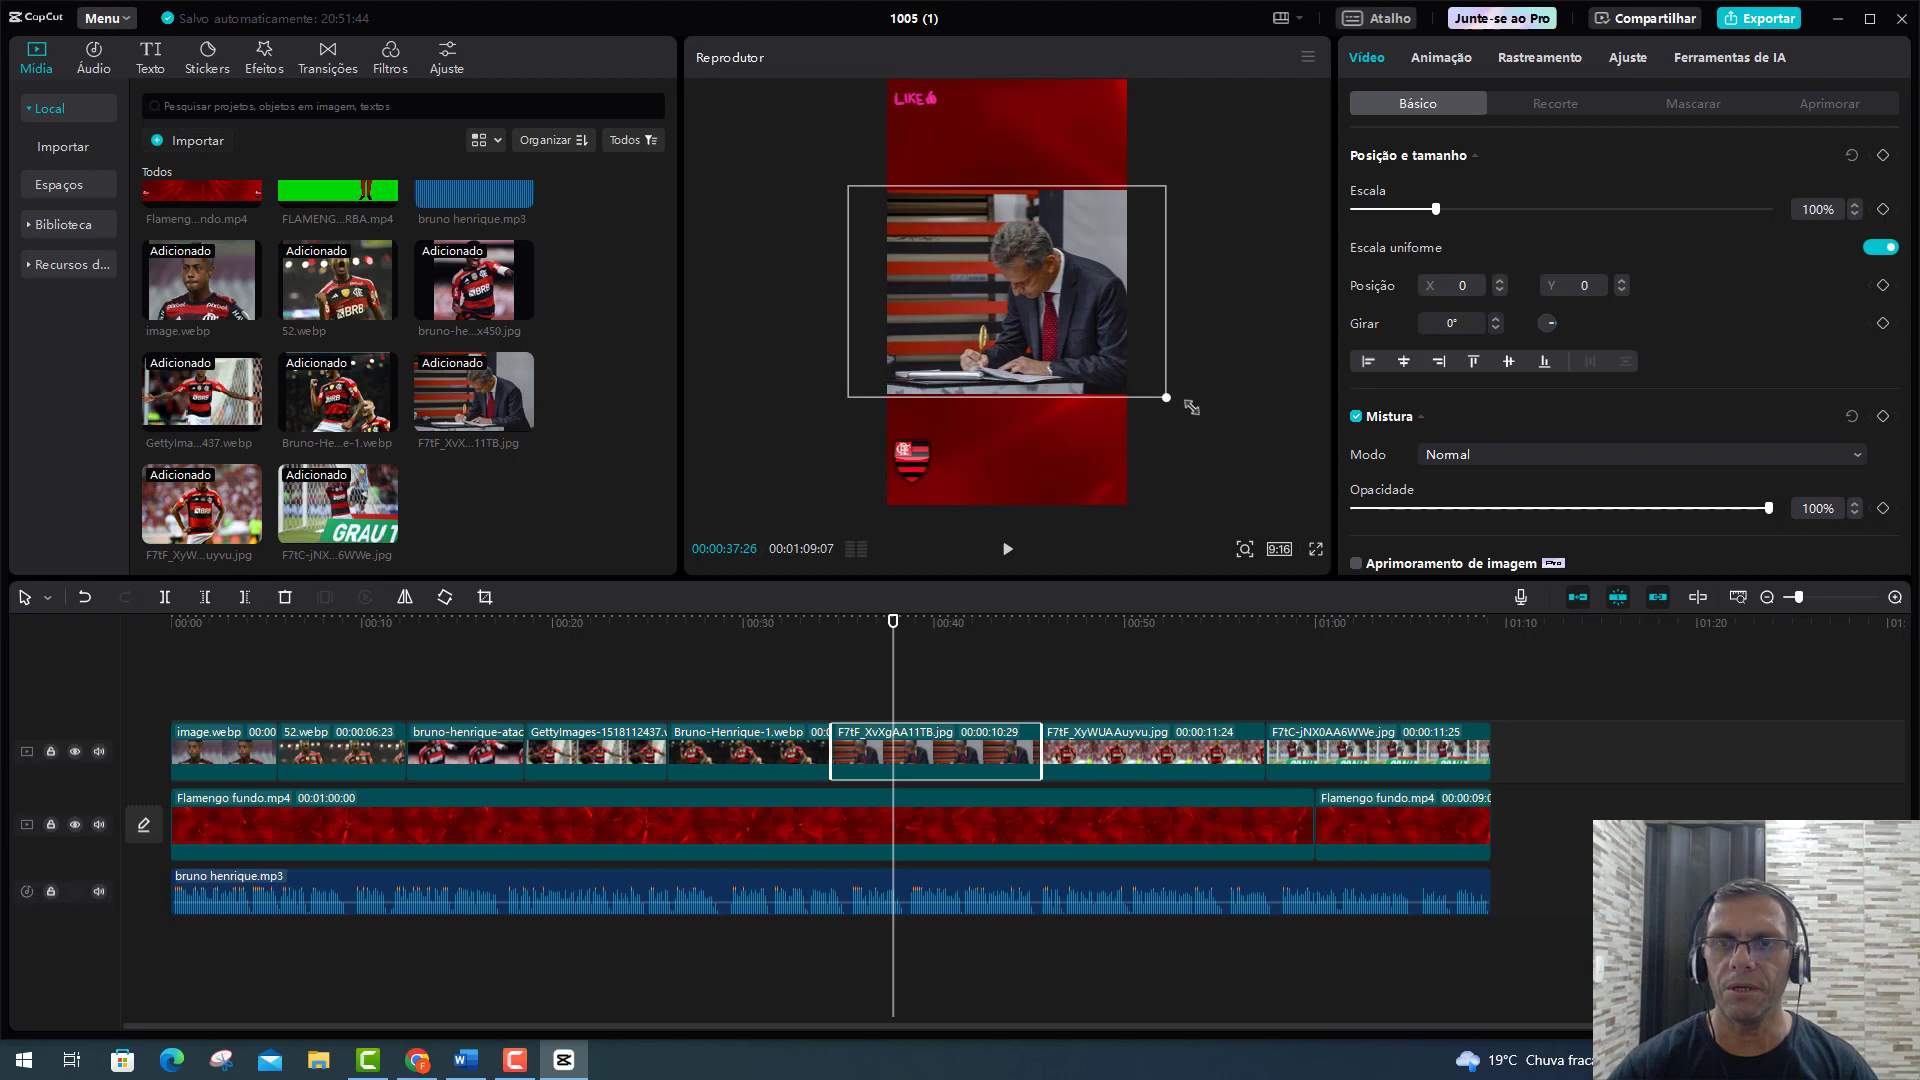 CapCut
Menu
Salvo automaticamente: 20:51:44
1005 (1)
Atalho
Junte-se ao Pro
Compartilhar
Exportar
Mídia
Áudio
Texto
Stickers
Efeitos
Transições
Filtros
Ajuste
Local
Importar
Espaços
Biblioteca
Recursos d...
Pesquisar projetos, objetos em imagem, textos
Importar
Organizar
Todos
Todos
Flameng...ndo.mp4
FLAMENG...RBA.mp4
bruno henrique.mp3
Adicionado
Adicionado
Adicionado
image.webp
52.webp
bruno-he...x450.jpg
Adicionado
Adicionado
Adicionado
GettyIma...437.webp
Bruno-He...e-1.webp
F7tF_XvX...11TB.jpg
Adicionado
Adicionado
GRAU T
F7tF_XyW...uyvu.jpg
F7tC-jNX...6WWe.jpg
Reprodutor
LIKE
00:00:37:26
00:01:09:07
9:16
Vídeo
Animação
Rastreamento
Ajuste
Ferramentas de IA
Básico
Recorte
Mascarar
Aprimorar
Posição e tamanho
Escala
100%
Escala uniforme
Posição
X 0
Y 0
Girar
0°
Mistura
Modo
Normal
Opacidade
100%
Aprimoramento de imagem
Pro
00:00
00:10
00:20
00:30
00:40
00:50
01:00
01:10
01:20
01:
image.webp 00:00
52.webp 00:00:06:23
bruno-henrique-atac
GettyImages-1518112437.v
Bruno-Henrique-1.webp 00:
F7tF_XvXgAA11TB.jpg 00:00:10:29
F7tF_XyWUAAuyvu.jpg 00:00:11:24
F7tC-jNX0AA6WWe.jpg 00:00:11:25
Flamengo fundo.mp4 00:01:00:00
Flamengo fundo.mp4 00:00:09:0
bruno henrique.mp3
19°C Chuva frac